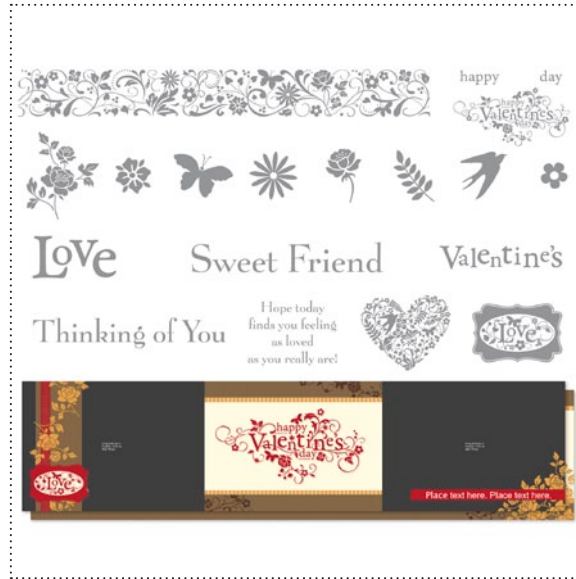 happy day
happy
Valentine's
day
Love
Sweet Friend
Valentine's
Thinking of You
Hope today
finds you feeling
as loved
as you really are!
Love
happy
Valentine's
day
Love
Place text here. Place text here.